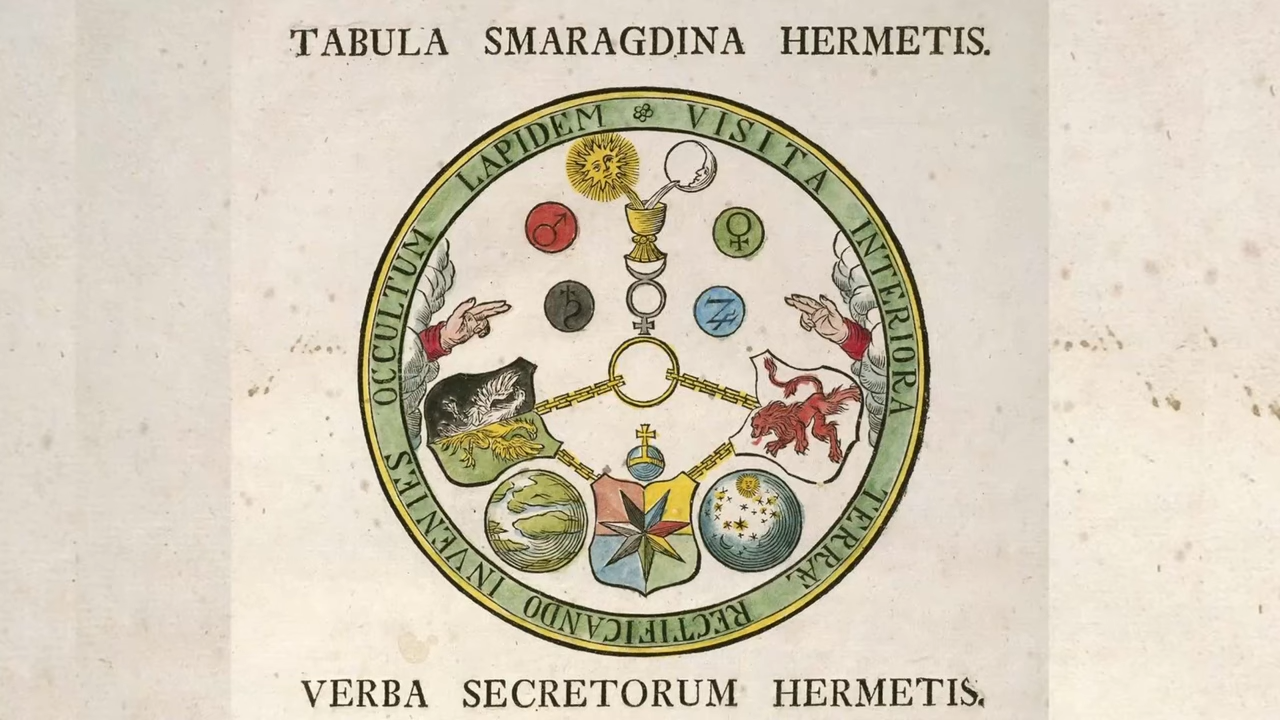 TABULA SMARAGDINA HERMETIS.
VISITA INTERIORA TERRÆ RECTIFICANDO INVENIES OCCULTUM LAPIDEM
VERBA SECRETORUM HERMETIS.